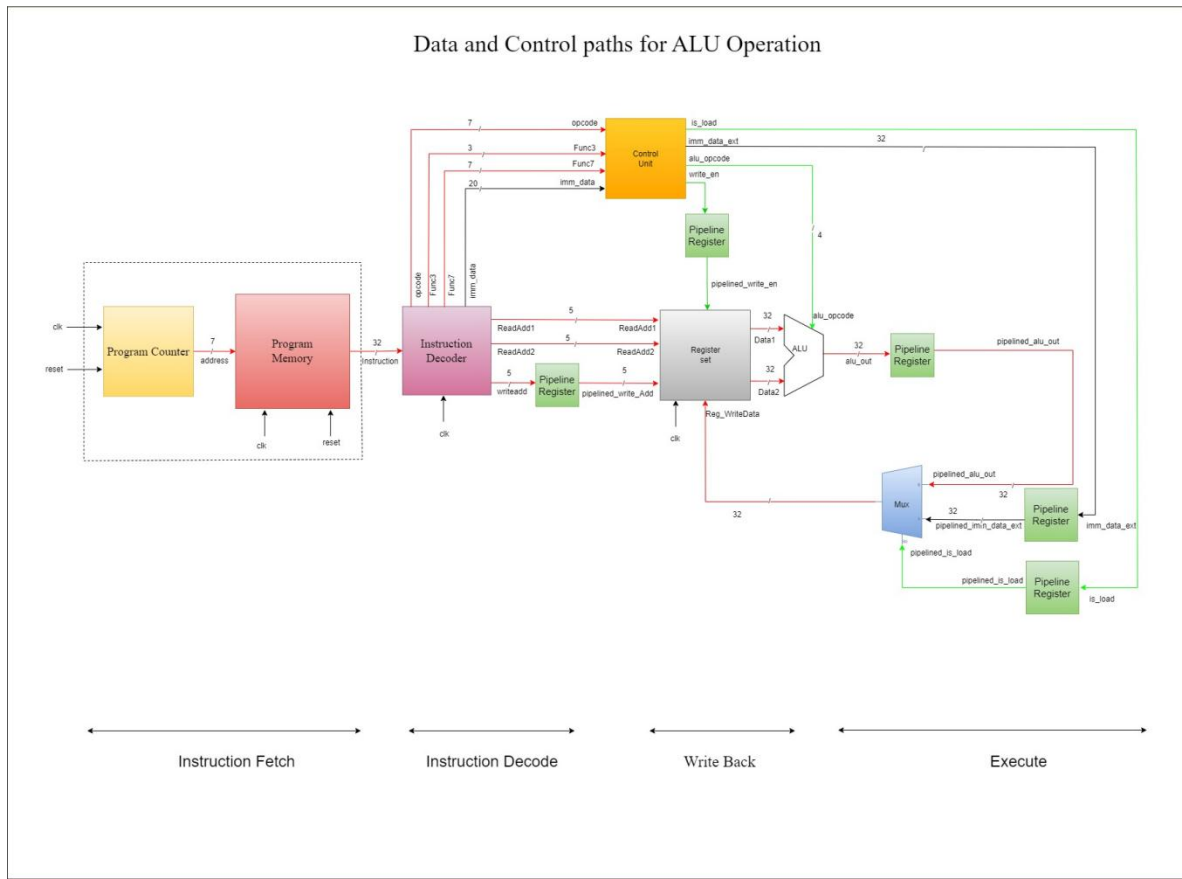 Data and Control paths for ALU Operation
7
opcode
is_load
imm_data_ext
32
3
Func3
Control
Unit
alu_opcode
7
Func7
write_en
20
imm_data
Pipeline
Register
4
opcode
Func3
Func7
imm_data
pipelined_write_en
clk
reset
Program Counter
7
address
Program
Memory
clk
reset
32
Instruction
Instruction
Decoder
clk
5
ReadAdd1
ReadAdd1
5
ReadAdd2
ReadAdd2
5
writeadd
Pipeline
Register
5
pipelined_write_Add
Register
set
clk
Reg_WriteData
32
Data1
32
Data2
alu_opcode
ALU
32
alu_out
Pipeline
Register
pipelined_alu_out
pipelined_alu_out
32
Mux
32
pipelined_imin_data_ext
Pipeline
Register
imm_data_ext
32
pipelined_is_load
pipelined_is_load
Pipeline
Register
is_load
Instruction Fetch
Instruction Decode
Write Back
Execute